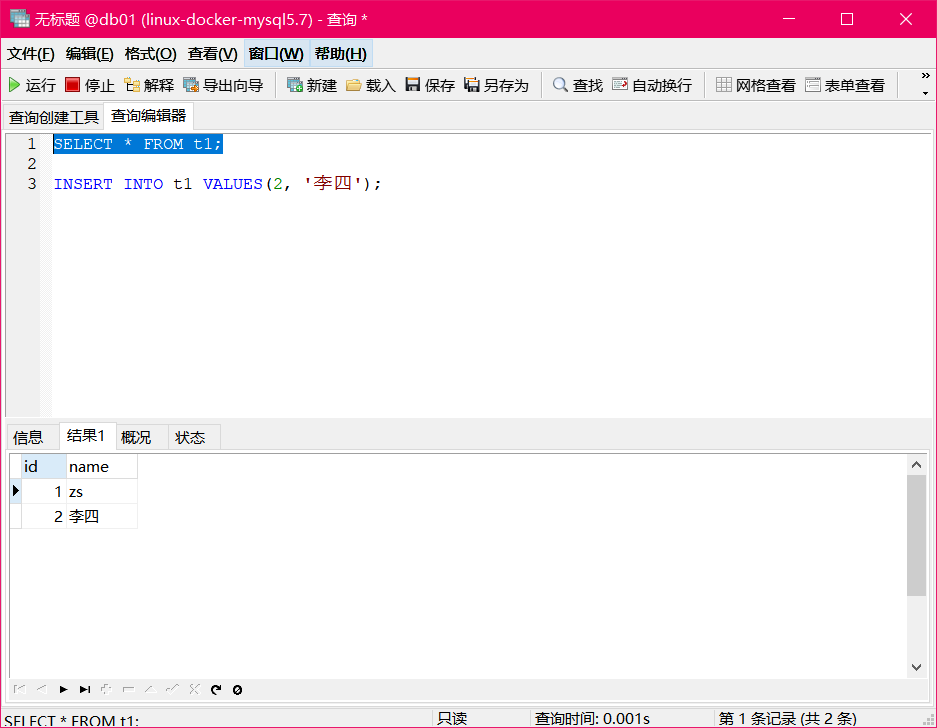 无标题 @db01 (linux-docker-mysql5.7) - 查询 *
文件(F) 编辑(E) 格式(O) 查看(V) 窗口(W) 帮助(H)
运行 停止 解释 导出向导 新建 载入 保存 另存为 查找 自动换行 网格查看 表单查看
查询创建工具 查询编辑器
1 SELECT * FROM t1;
2
3 INSERT INTO t1 VALUES(2, '李四');
信息 结果1 概况 状态
id name
1 zs
2 李四
SELECT * FROM t1; 只读 查询时间: 0.001s 第 1 条记录 (共 2 条)